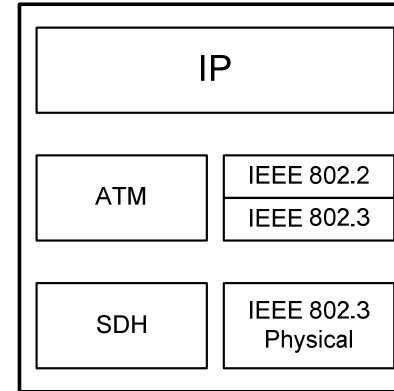 IP
ATM
IEEE 802.2
IEEE 802.3
SDH
IEEE 802.3
Physical